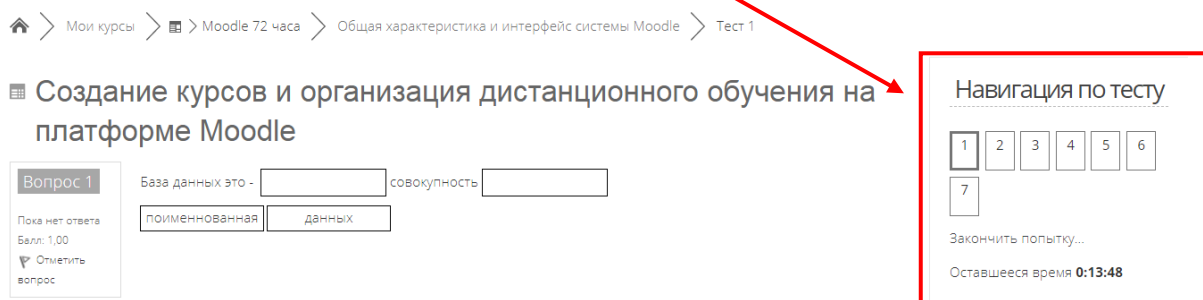 Мои курсы Moodle 72 часа Общая характеристика и интерфейс системы Moodle Тест 1
Создание курсов и организация дистанционного обучения на
платформе Moodle
Вопрос 1
Пока нет ответа
Балл: 1,00
Отметить
вопрос
База данных это - совокупность
поименнованная данных
Навигация по тесту
1 2 3 4 5 6
7
Закончить попытку...
Оставшееся время 0:13:48